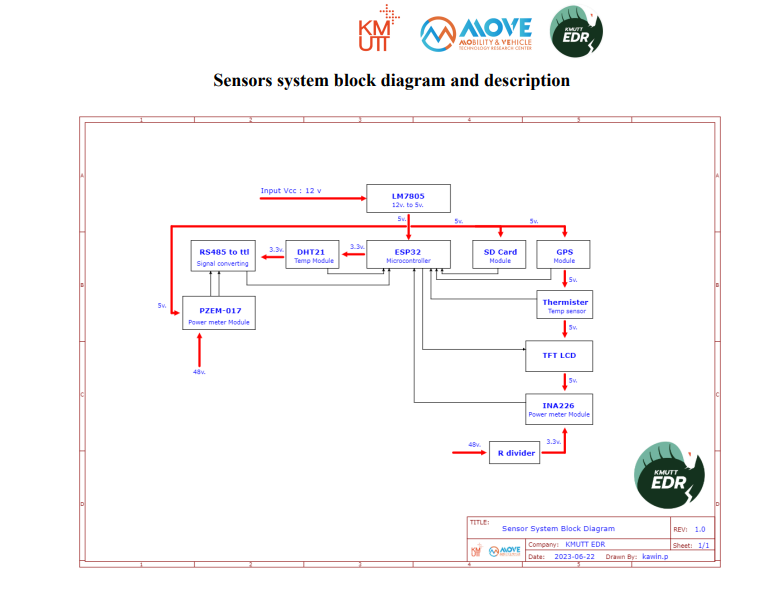 KM
UTT
MOVE
MOBILITY & VEHICLE
TECHNOLOGY RESEARCH CENTER
KMUTT
EDR
Sensors system block diagram and description
1 2 3 4 5
A
Input Vcc : 12 v
LM7805
12v. to 5v.
5v. 5v. 5v.
RS485 to ttl
Signal converting
3.3v.
DHT21
Temp Module
3.3v.
ESP32
Microcontroller
SD Card
Module
GPS
Module
A
B
5v.
B
Thermister
Temp sensor
5v.
PZEM-017
Power meter Module
5v.
TFT LCD
48v.
5v.
C
INA226
Power meter Module
C
48v.
R divider
3.3v.
KMUTT
EDR
D
D
TITLE:
Sensor System Block Diagram
REV: 1.0
KM
UTT
MOVE
Company: KMUTT EDR
Sheet: 1/1
Date: 2023-06-22 Drawn By: kawin.p
1 2 3 4 5